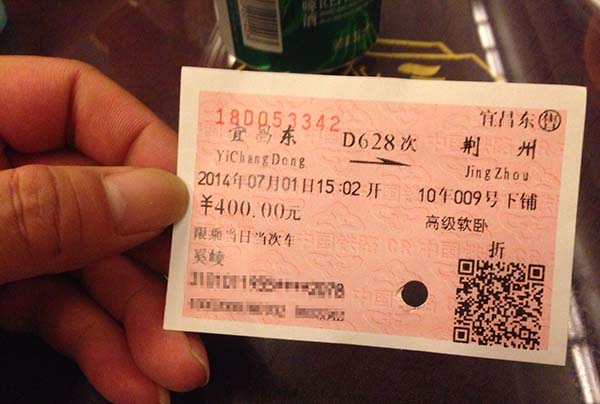 18D053342
宜昌东售
宜昌东 D628次 荆州
YiChangDong JingZhou
2014年07月01日15:02开 10车009号下铺
¥400.00元 高级软卧
限乘当日当次车 折
奚峻